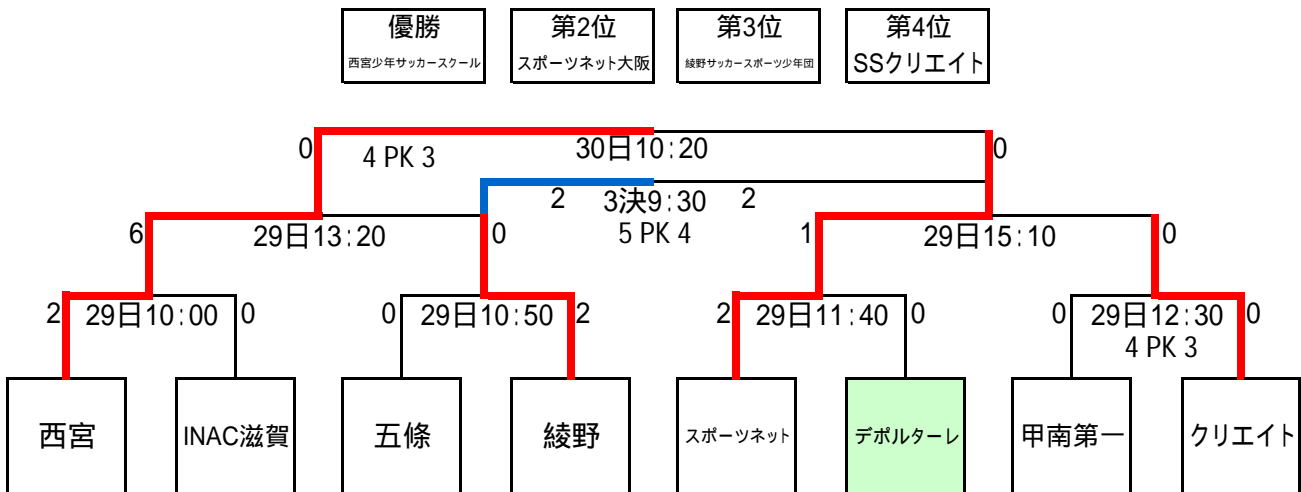 優勝 第2位 第3位 第4位
西宮少年サッカースクール スポーツネット大阪 綾野サッカースポーツ少年団 SSクリエイト
0 4 PK 3 30日10:20 0
2 3決9:30 2
6 29日13:20 0 5 PK 4 1 29日15:10 0
2 29日10:00 0 0 29日10:50 2 2 29日11:40 0 0 29日12:30 0
4 PK 3
西宮 INAC滋賀 五條 綾野 スポーツネット デポルターレ 甲南第一 クリエイト